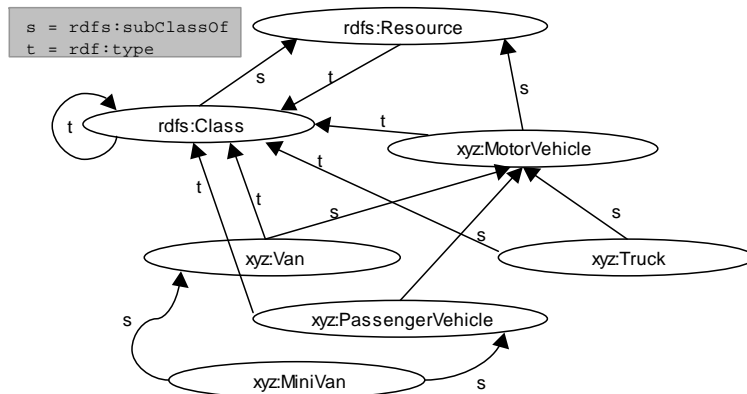 s = rdfs:subClassOf
t = rdf:type
rdfs:Resource
s
t
s
t
rdfs:Class
t
xyz:MotorVehicle
t
t
t
s
s
s
xyz:Van
xyz:Truck
s
xyz:PassengerVehicle
xyz:MiniVan
s